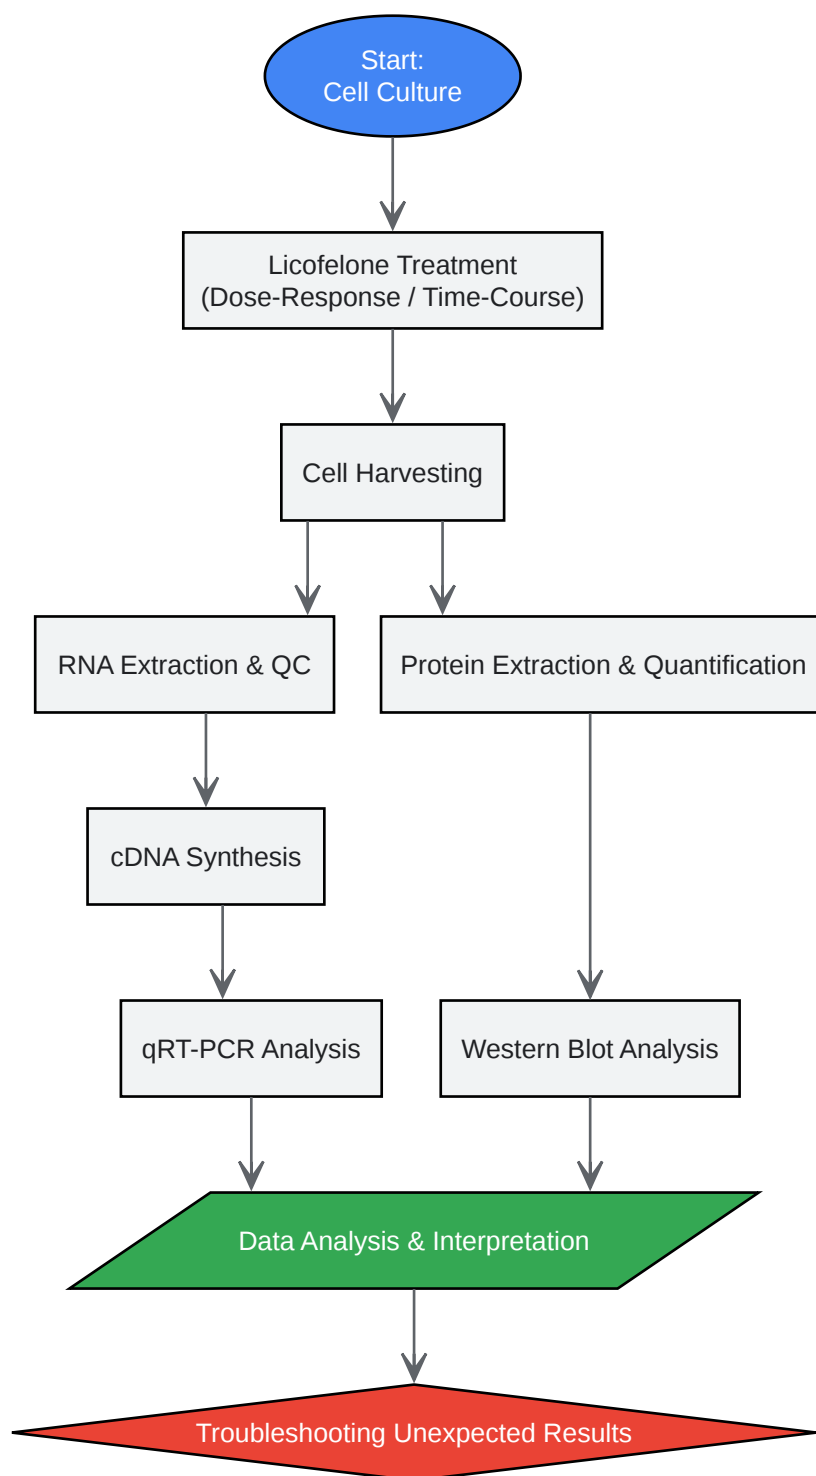 Start:
Cell Culture
Licofelone Treatment
(Dose-Response / Time-Course)
Cell Harvesting
RNA Extraction & QC
Protein Extraction & Quantification
cDNA Synthesis
qRT-PCR Analysis
Western Blot Analysis
Data Analysis & Interpretation
Troubleshooting Unexpected Results